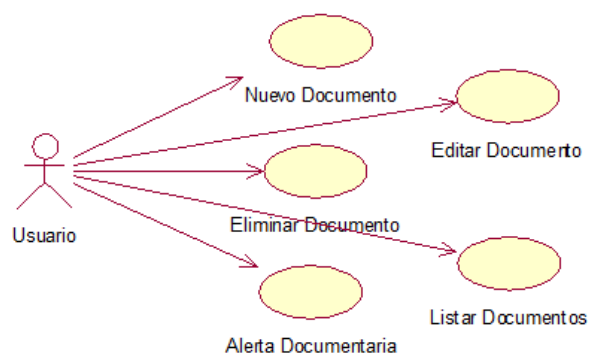 Nuevo Documento
Editar Documento
Eliminar Documento
Usuario
Listar Documentos
Alerta Documentaria